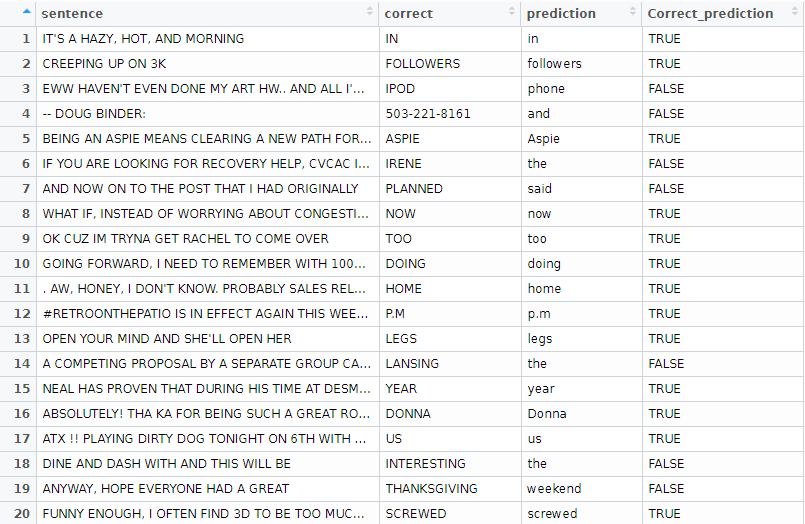 sentence correct prediction Correct_prediction
1 IT'S A HAZY, HOT, AND MORNING IN in TRUE
2 CREEPING UP ON 3K FOLLOWERS followers TRUE
3 EWW HAVEN'T EVEN DONE MY ART HW.. AND ALL I'... IPOD phone FALSE
4 -- DOUG BINDER: 503-221-8161 and FALSE
5 BEING AN ASPIE MEANS CLEARING A NEW PATH FOR... ASPIE Aspie TRUE
6 IF YOU ARE LOOKING FOR RECOVERY HELP, CVCAC I... IRENE the FALSE
7 AND NOW ON TO THE POST THAT I HAD ORIGINALLY PLANNED said FALSE
8 WHAT IF, INSTEAD OF WORRYING ABOUT CONGESTI... NOW now TRUE
9 OK CUZ IM TRYNA GET RACHEL TO COME OVER TOO too TRUE
10 GOING FORWARD, I NEED TO REMEMBER WITH 100... DOING doing TRUE
11 . AW, HONEY, I DON'T KNOW. PROBABLY SALES REL... HOME home TRUE
12 #RETROONTHEPATIO IS IN EFFECT AGAIN THIS WEE... P.M p.m TRUE
13 OPEN YOUR MIND AND SHE'LL OPEN HER LEGS legs TRUE
14 A COMPETING PROPOSAL BY A SEPARATE GROUP CA... LANSING the FALSE
15 NEAL HAS PROVEN THAT DURING HIS TIME AT DESM... YEAR year TRUE
16 ABSOLUTELY! THA KA FOR BEING SUCH A GREAT RO... DONNA Donna TRUE
17 ATX !! PLAYING DIRTY DOG TONIGHT ON 6TH WITH ... US us TRUE
18 DINE AND DASH WITH AND THIS WILL BE INTERESTING the FALSE
19 ANYWAY, HOPE EVERYONE HAD A GREAT THANKSGIVING weekend FALSE
20 FUNNY ENOUGH, I OFTEN FIND 3D TO BE TOO MUC... SCREWED screwed TRUE